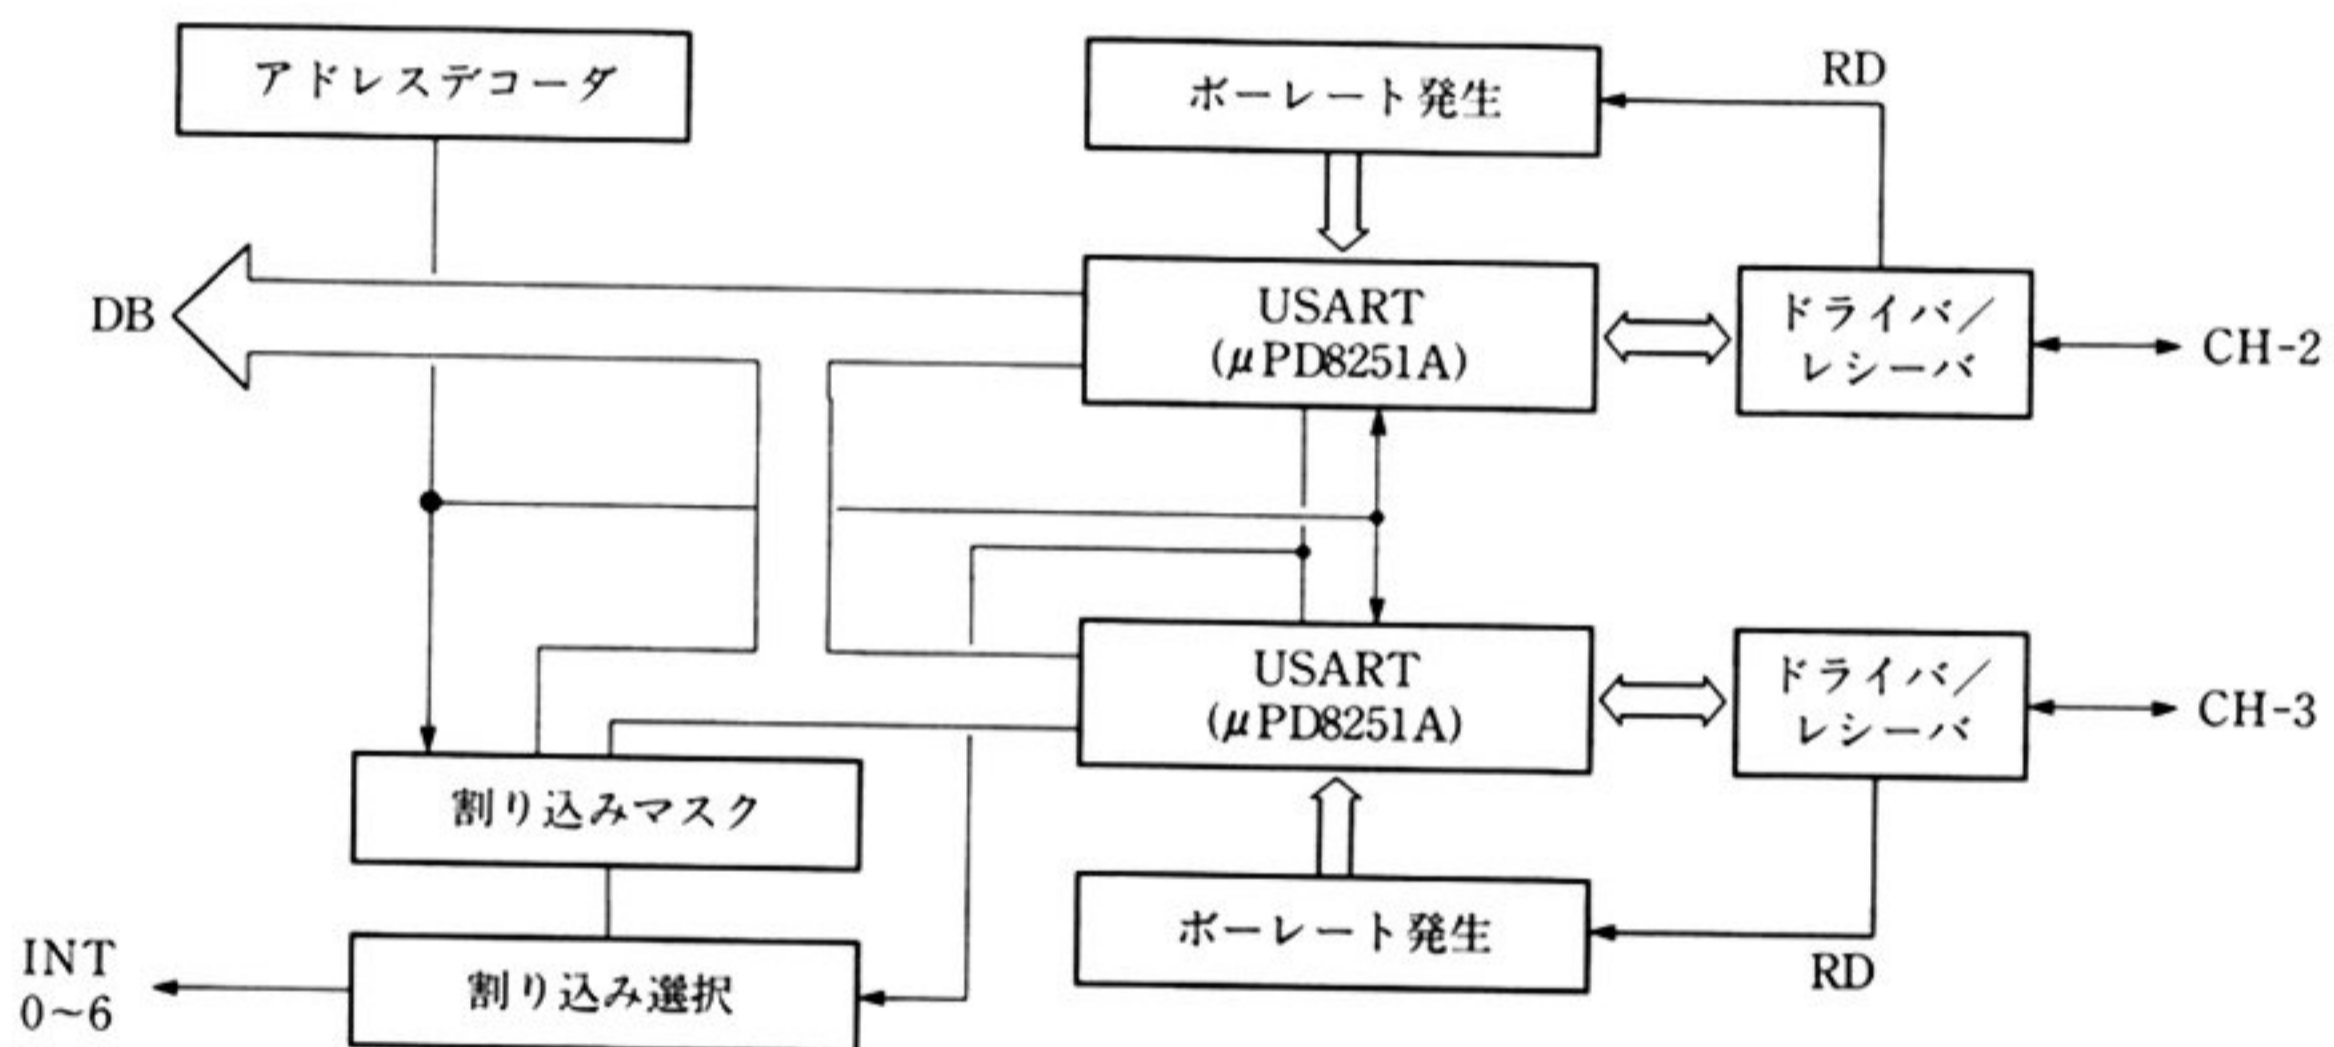 アドレスデコーダ
ボーレート発生
RD
DB
USART
(μPD8251A)
ドライバ/
レシーバ
CH-2
USART
(μPD8251A)
ドライバ/
レシーバ
CH-3
割り込みマスク
ボーレート発生
RD
INT
0~6
割り込み選択